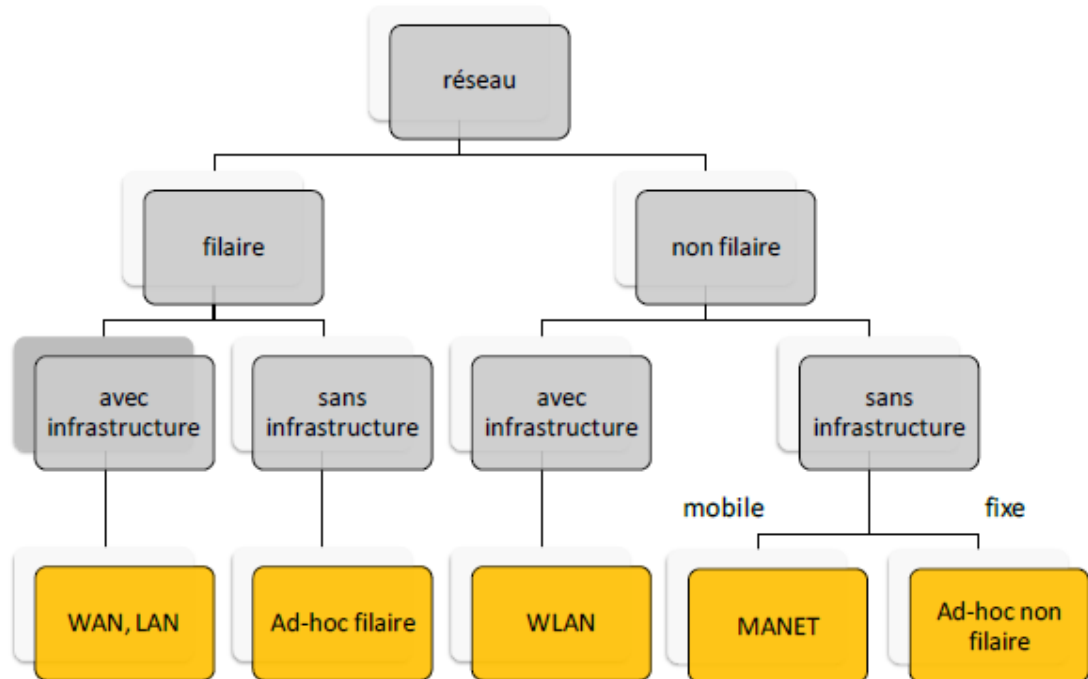 réseau
filaire
non filaire
avec
infrastructure
sans
infrastructure
avec
infrastructure
sans
infrastructure
mobile
fixe
WAN, LAN
Ad-hoc filaire
WLAN
MANET
Ad-hoc non
filaire